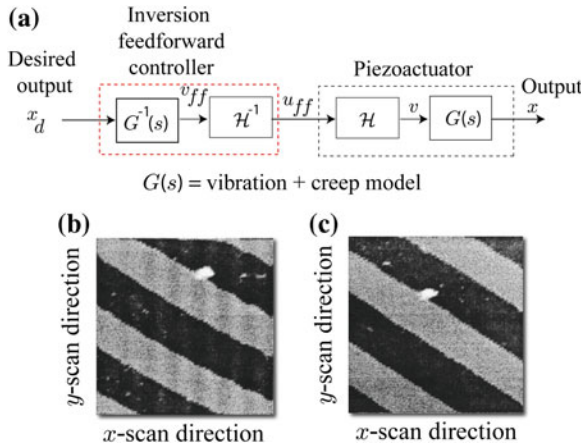 (a)
Inversion
feedforward
controller
Desired
output
x_d
G⁻¹(s)
v_ff
ℋ⁻¹
u_ff
Piezoactuator
ℋ
v
G(s)
Output
x
G(s) = vibration + creep model
(b)
y-scan direction
x-scan direction
(c)
y-scan direction
x-scan direction